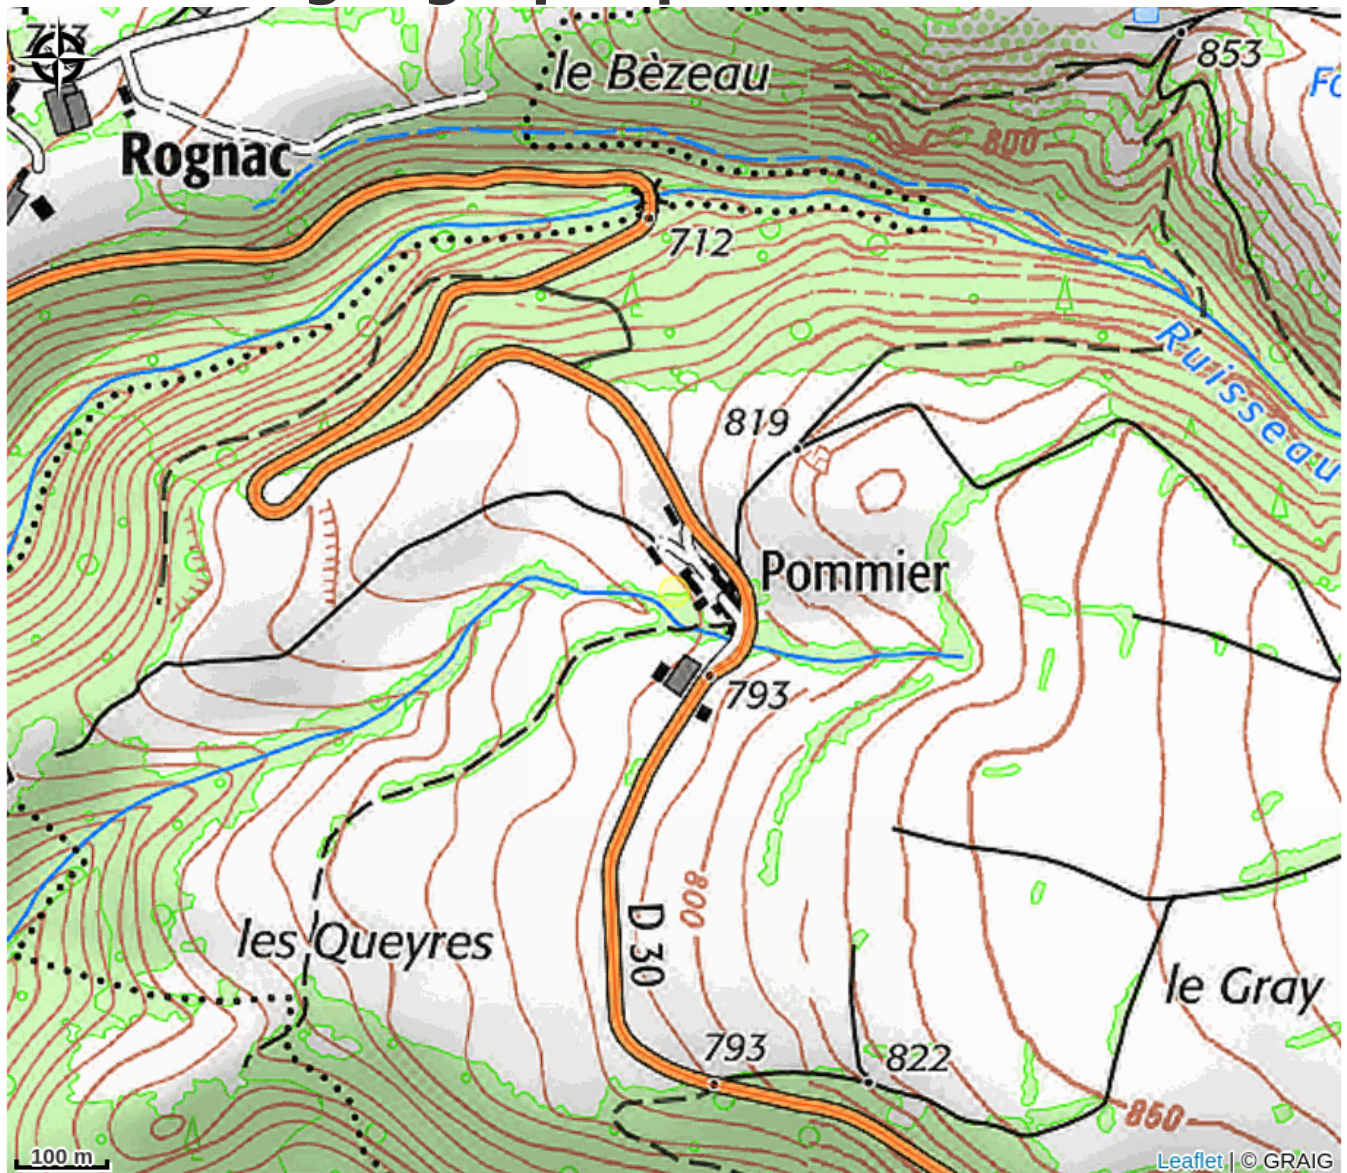 853
le Bèzeau
Fo
800
Rognac
712
Ruisseau
819
Pommier
793
800
D 30
les Queyres
le Gray
793
822
850
100 m
Leaflet | © GRAIG